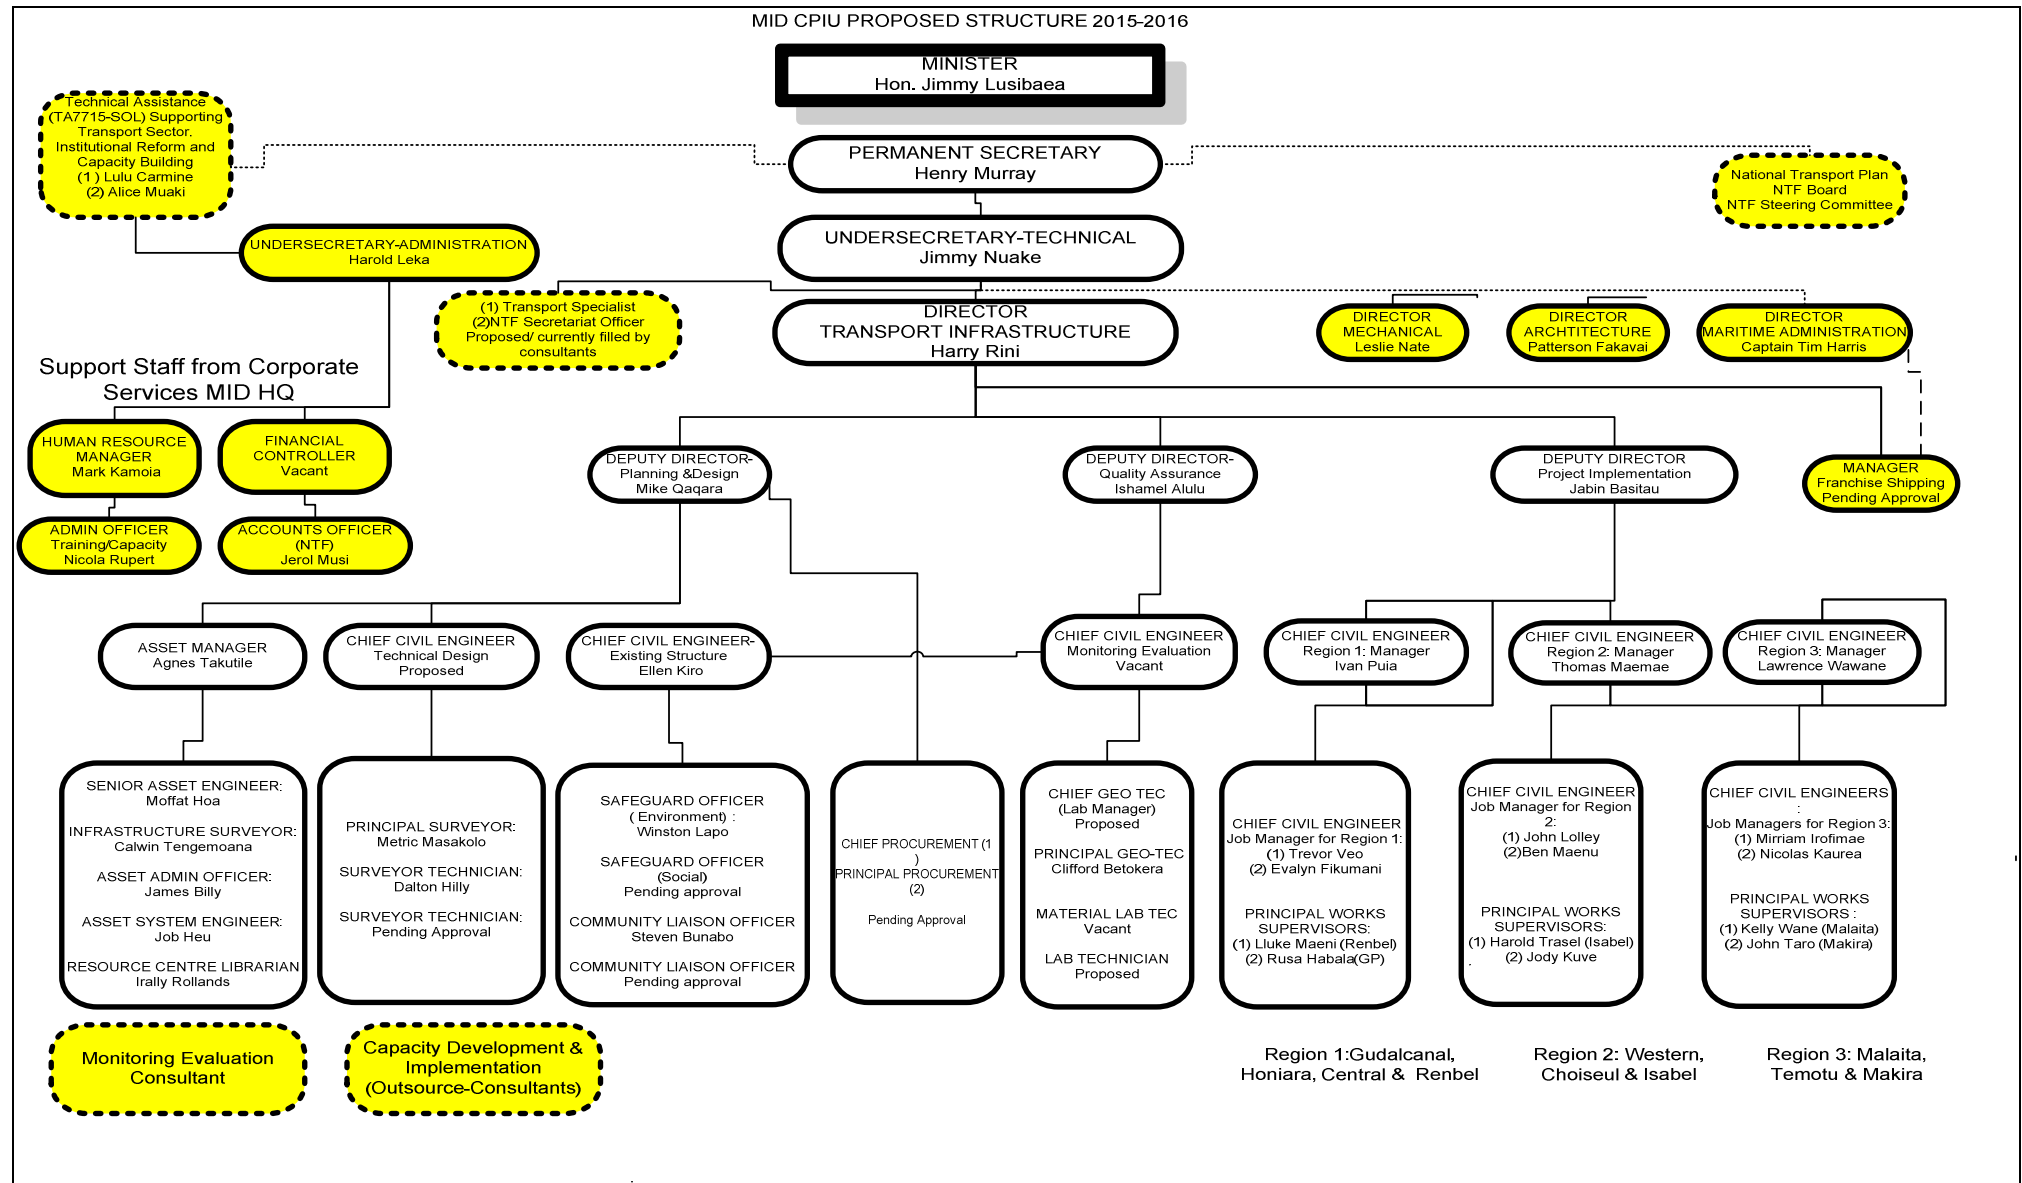 MID CPIU PROPOSED STRUCTURE 2015-2016
MINISTER
Hon. Jimmy Lusibaea
Technical Assistance
(TA7715-SOL) Supporting
Transport Sector.
Institutional Reform and
Capacity Building
(1 ) Lulu Carmine
(2) Alice Muaki
PERMANENT SECRETARY
Henry Murray
National Transport Plan
NTF Board
NTF Steering Committee
UNDERSECRETARY-ADMINISTRATION
Harold Leka
UNDERSECRETARY-TECHNICAL
Jimmy Nuake
(1) Transport Specialist
(2)NTF Secretariat Officer
Proposed/ currently filled by
consultants
DIRECTOR
TRANSPORT INFRASTRUCTURE
Harry Rini
DIRECTOR
MECHANICAL
Leslie Nate
DIRECTOR
ARCHTITECTURE
Patterson Fakavai
DIRECTOR
MARITIME ADMINISTRATION
Captain Tim Harris
Support Staff from Corporate
Services MID HQ
HUMAN RESOURCE
MANAGER
Mark Kamoia
FINANCIAL
CONTROLLER
Vacant
DEPUTY DIRECTOR-
Planning &Design
Mike Qaqara
DEPUTY DIRECTOR-
Quality Assurance
Ishamel Alulu
DEPUTY DIRECTOR
Project Implementation
Jabin Basitau
MANAGER
Franchise Shipping
Pending Approval
ADMIN OFFICER
Training/Capacity
Nicola Rupert
ACCOUNTS OFFICER
(NTF)
Jerol Musi
ASSET MANAGER
Agnes Takutile
CHIEF CIVIL ENGINEER
Technical Design
Proposed
CHIEF CIVIL ENGINEER-
Existing Structure
Ellen Kiro
CHIEF CIVIL ENGINEER
Monitoring Evaluation
Vacant
CHIEF CIVIL ENGINEER
Region 1: Manager
Ivan Puia
CHIEF CIVIL ENGINEER
Region 2: Manager
Thomas Maemae
CHIEF CIVIL ENGINEER
Region 3: Manager
Lawrence Wawane
SENIOR ASSET ENGINEER:
Moffat Hoa
INFRASTRUCTURE SURVEYOR:
Calwin Tengemoana
ASSET ADMIN OFFICER:
James Billy
ASSET SYSTEM ENGINEER:
Job Heu
RESOURCE CENTRE LIBRARIAN
Irally Rollands
PRINCIPAL SURVEYOR:
Metric Masakolo
SURVEYOR TECHNICIAN:
Dalton Hilly
SURVEYOR TECHNICIAN:
Pending Approval
SAFEGUARD OFFICER
( Environment) :
Winston Lapo
SAFEGUARD OFFICER
(Social)
Pending approval
COMMUNITY LIAISON OFFICER
Steven Bunabo
COMMUNITY LIAISON OFFICER
Pending approval
CHIEF PROCUREMENT (1
)
PRINCIPAL PROCUREMENT
(2)
Pending Approval
CHIEF GEO TEC
(Lab Manager)
Proposed
PRINCIPAL GEO-TEC
Clifford Betokera
MATERIAL LAB TEC
Vacant
LAB TECHNICIAN
Proposed
CHIEF CIVIL ENGINEER
Job Manager for Region 1:
(1) Trevor Veo
(2) Evalyn Fikumani
PRINCIPAL WORKS
SUPERVISORS:
(1) Lluke Maeni (Renbel)
(2) Rusa Habala(GP)
CHIEF CIVIL ENGINEER
Job Manager for Region
2:
(1) John Lolley
(2)Ben Maenu
PRINCIPAL WORKS
SUPERVISORS:
(1) Harold Trasel (Isabel)
(2) Jody Kuve
.
CHIEF CIVIL ENGINEERS
:
Job Managers for Region 3:
(1) Mirriam Irofimae
(2) Nicolas Kaurea
PRINCIPAL WORKS
SUPERVISORS :
(1) Kelly Wane (Malaita)
(2) John Taro (Makira)
Monitoring Evaluation
Consultant
Capacity Development &
Implementation
(Outsource-Consultants)
Region 1:Gudalcanal,
Honiara, Central & Renbel
Region 2: Western,
Choiseul & Isabel
Region 3: Malaita,
Temotu & Makira